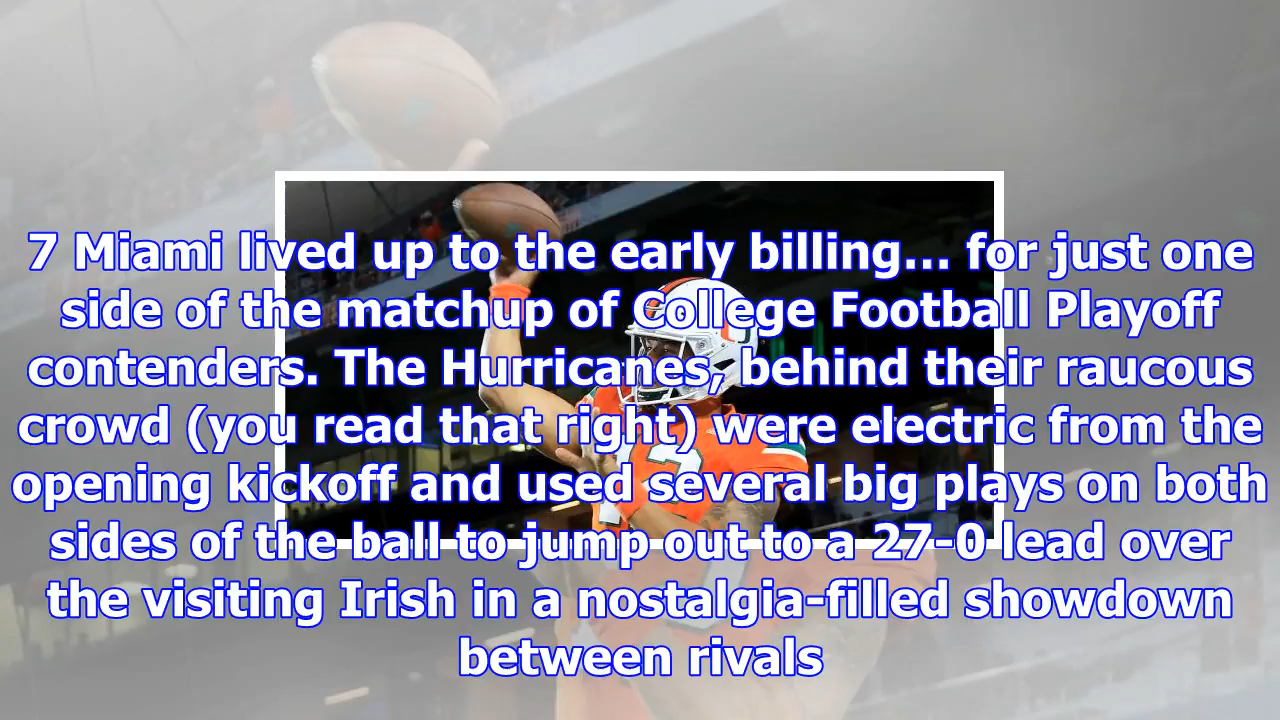 7 Miami lived up to the early billing... for just one
side of the matchup of College Football Playoff
contenders. The Hurricanes, behind their raucous
crowd (you read that right) were electric from the
opening kickoff and used several big plays on both
sides of the ball to jump out to a 27-0 lead over
the visiting Irish in a nostalgia-filled showdown
between rivals